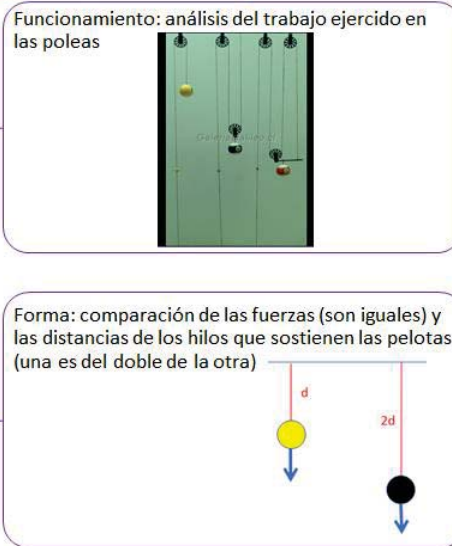 Funcionamiento: análisis del trabajo ejercido en
las poleas
Forma: comparación de las fuerzas (son iguales) y
las distancias de los hilos que sostienen las pelotas
(una es del doble de la otra)
d
2d